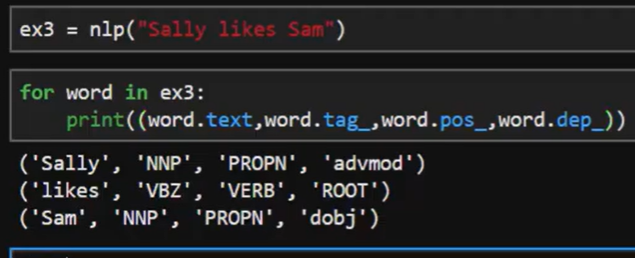 ex3 = nlp("Sally likes Sam")
for word in ex3:
    print((word.text,word.tag_,word.pos_,word.dep_))
('Sally', 'NNP', 'PROPN', 'advmod')
('likes', 'VBZ', 'VERB', 'ROOT')
('Sam', 'NNP', 'PROPN', 'dobj')